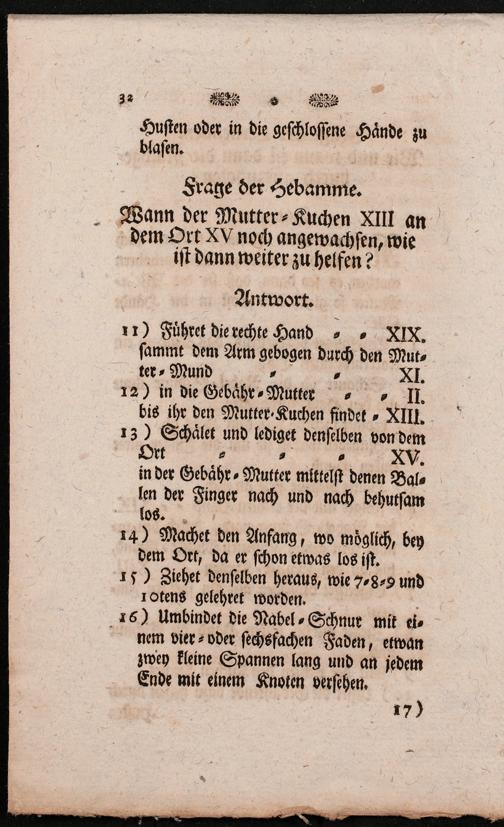 32
Husten oder in die geschlossene Hände zu
blasen.
Frage der Hebamme.
Wann der Mutter-Kuchen XIII an
dem Ort XV noch angewachsen, wie
ist dann weiter zu helfen?
Antwort.
11) Führet die rechte Hand - - XIX.
sammt dem Arm gebogen durch den Mut-
ter-Mund - - XI.
12) in die Gebähr-Mutter - - II.
bis ihr den Mutter-Kuchen findet - XIII.
13) Schälet und lediget denselben von dem
Ort - - - XV.
in der Gebähr-Mutter mittelst denen Bal-
len der Finger nach und nach behutsam
los.
14) Machet den Anfang, wo möglich, bey
dem Ort, da er schon etwas los ist.
15) Ziehet denselben heraus, wie 7-8-9 und
10tens gelehret worden.
16) Umbindet die Nabel-Schnur mit ei-
nem vier- oder sechsfachen Faden, etwan
zwey kleine Spannen lang und an jedem
Ende mit einem Knoten versehen.
17)